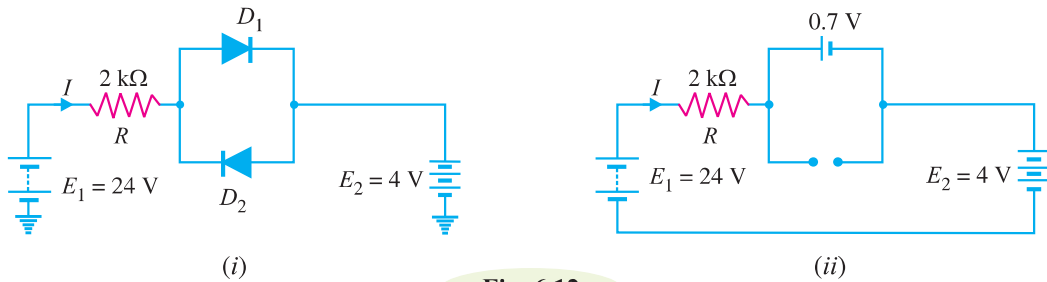 D1
I
2 kΩ
R
E1 = 24 V
D2
E2 = 4 V
(i)
0.7 V
I
2 kΩ
R
E1 = 24 V
E2 = 4 V
(ii)